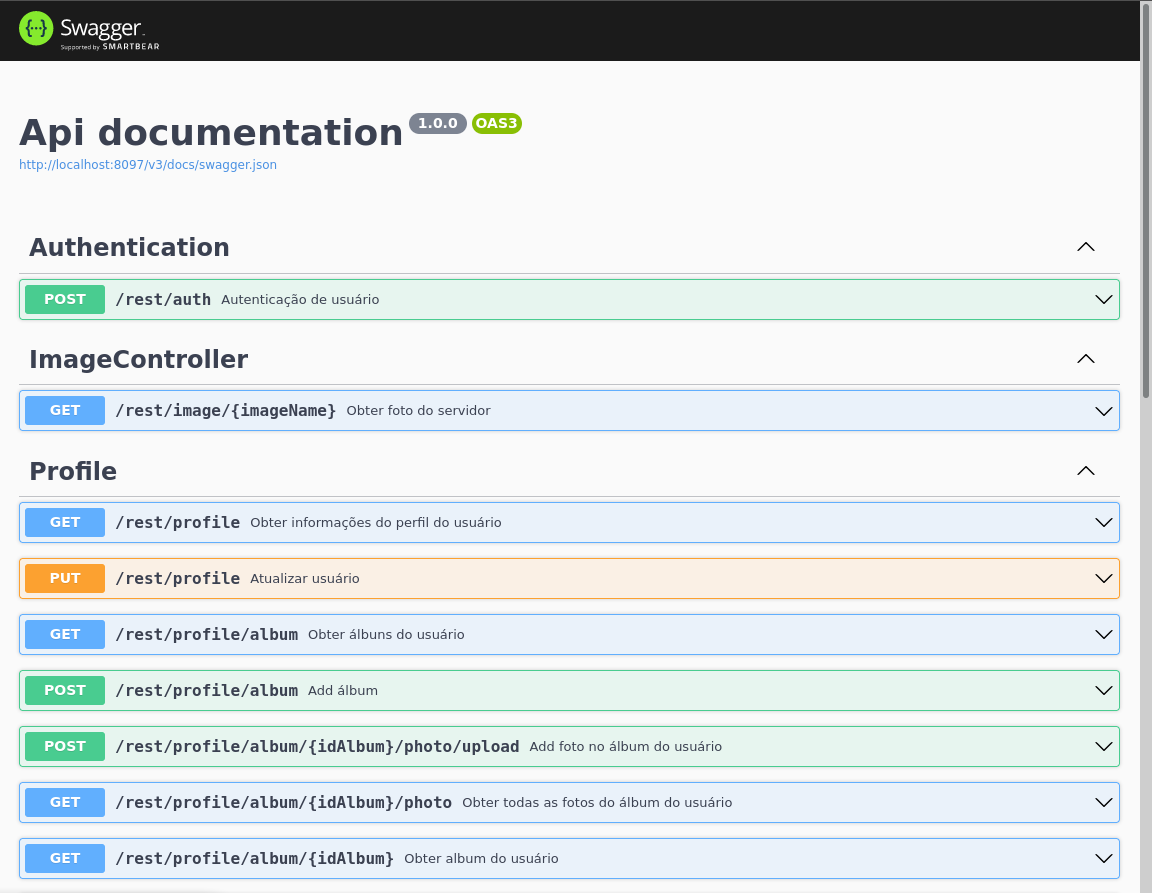 {···} Swagger
Supported by SMARTBEAR
Api documentation 1.0.0 OAS3
http://localhost:8097/v3/docs/swagger.json
Authentication
POST /rest/auth Autenticação de usuário
ImageController
GET /rest/image/{imageName} Obter foto do servidor
Profile
GET /rest/profile Obter informações do perfil do usuário
PUT /rest/profile Atualizar usuário
GET /rest/profile/album Obter álbuns do usuário
POST /rest/profile/album Add álbum
POST /rest/profile/album/{idAlbum}/photo/upload Add foto no álbum do usuário
GET /rest/profile/album/{idAlbum}/photo Obter todas as fotos do álbum do usuário
GET /rest/profile/album/{idAlbum} Obter album do usuário